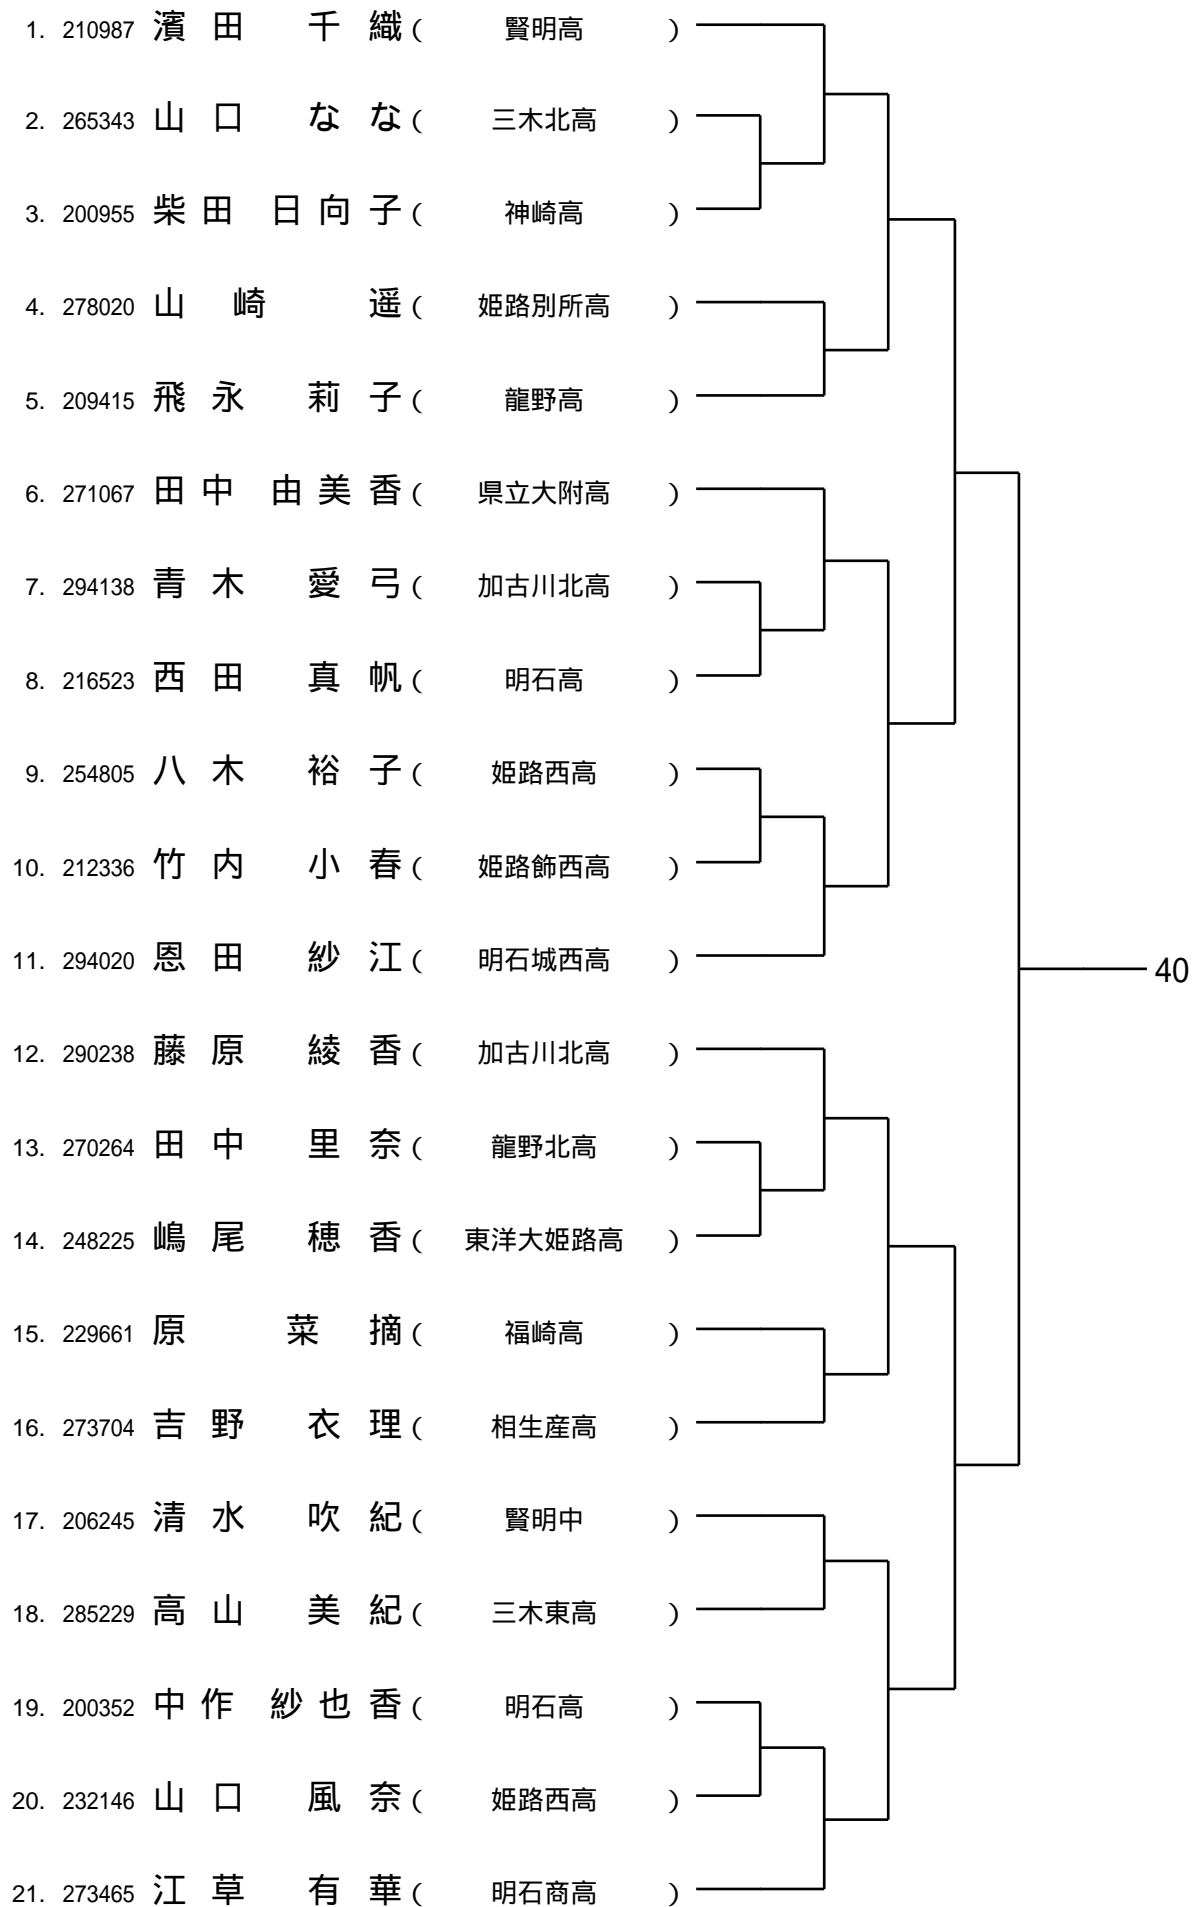 1. 210987 濱田 千織 ( 賢明高 )
2. 265343 山口 なな ( 三木北高 )
3. 200955 柴田 日向子 ( 神崎高 )
4. 278020 山崎 遥 ( 姫路別所高 )
5. 209415 飛永 莉子 ( 龍野高 )
6. 271067 田中 由美香 ( 県立大附高 )
7. 294138 青木 愛弓 ( 加古川北高 )
8. 216523 西田 真帆 ( 明石高 )
9. 254805 八木 裕子 ( 姫路西高 )
10. 212336 竹内 小春 ( 姫路飾西高 )
11. 294020 恩田 紗江 ( 明石城西高 )
40
12. 290238 藤原 綾香 ( 加古川北高 )
13. 270264 田中 里奈 ( 龍野北高 )
14. 248225 嶋尾 穂香 ( 東洋大姫路高 )
15. 229661 原 菜摘 ( 福崎高 )
16. 273704 吉野 衣理 ( 相生産高 )
17. 206245 清水 吹紀 ( 賢明中 )
18. 285229 高山 美紀 ( 三木東高 )
19. 200352 中作 紗也香 ( 明石高 )
20. 232146 山口 風奈 ( 姫路西高 )
21. 273465 江草 有華 ( 明石商高 )